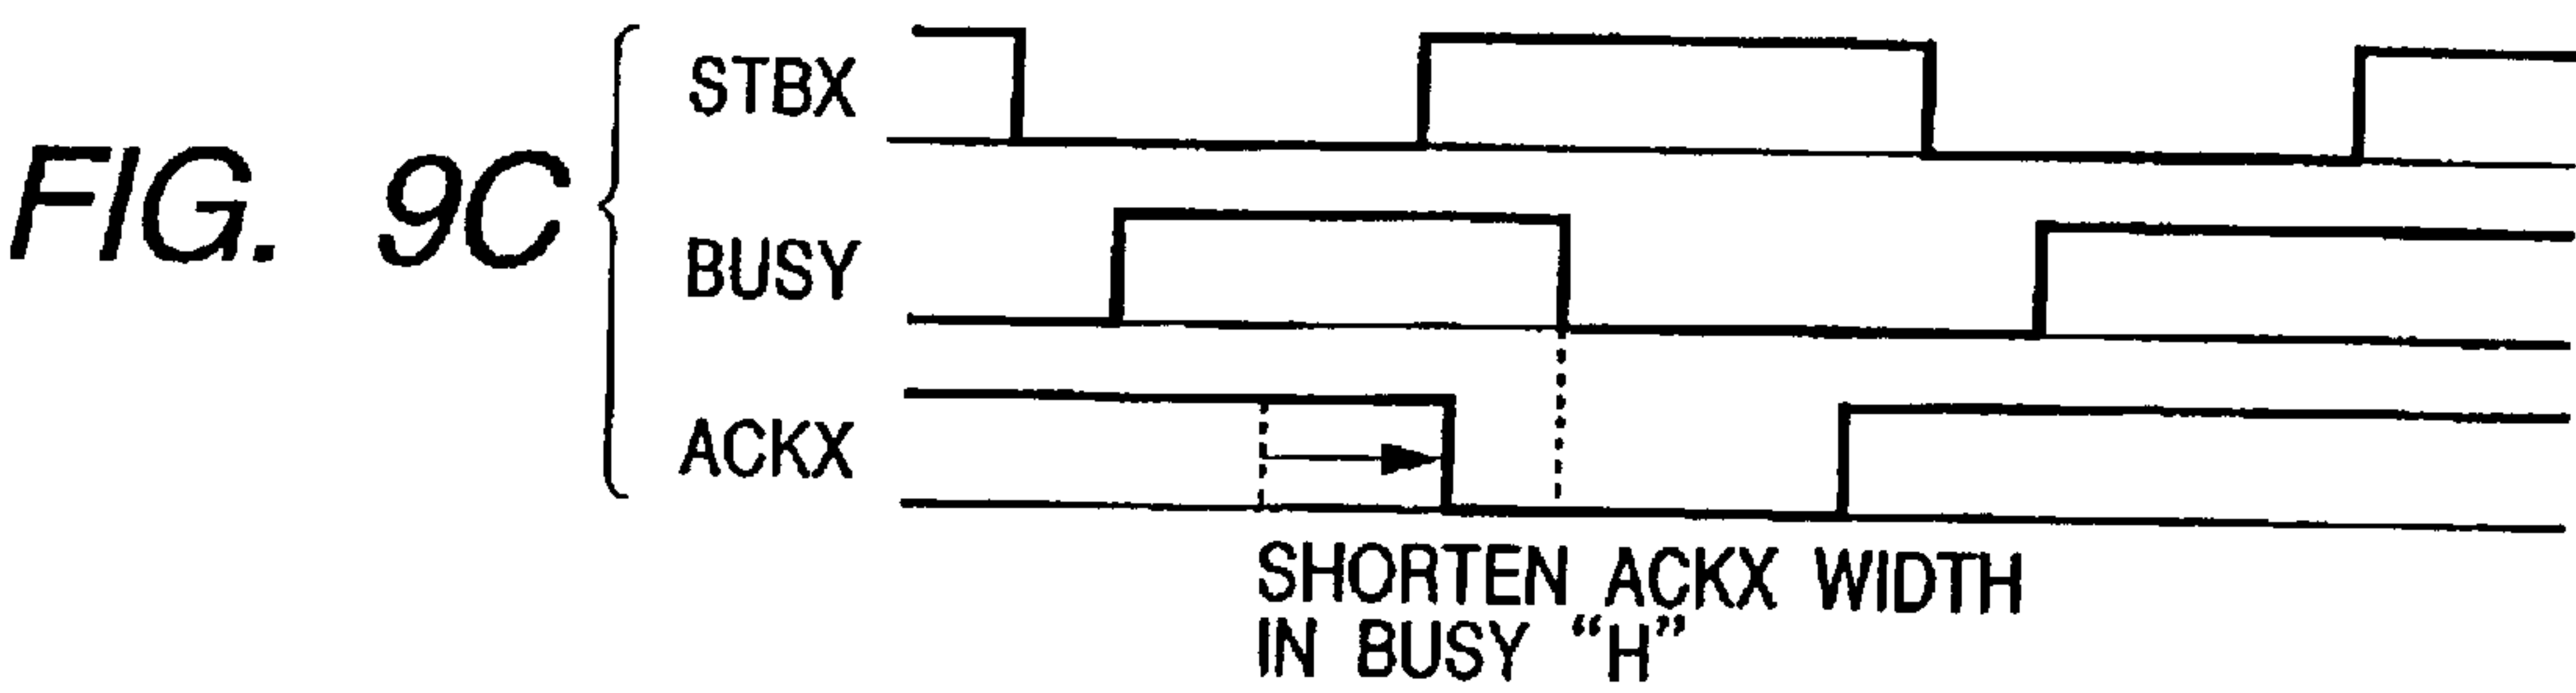 FIG. 9C
STBX
BUSY
ACKX
SHORTEN ACKX WIDTH
IN BUSY “H”